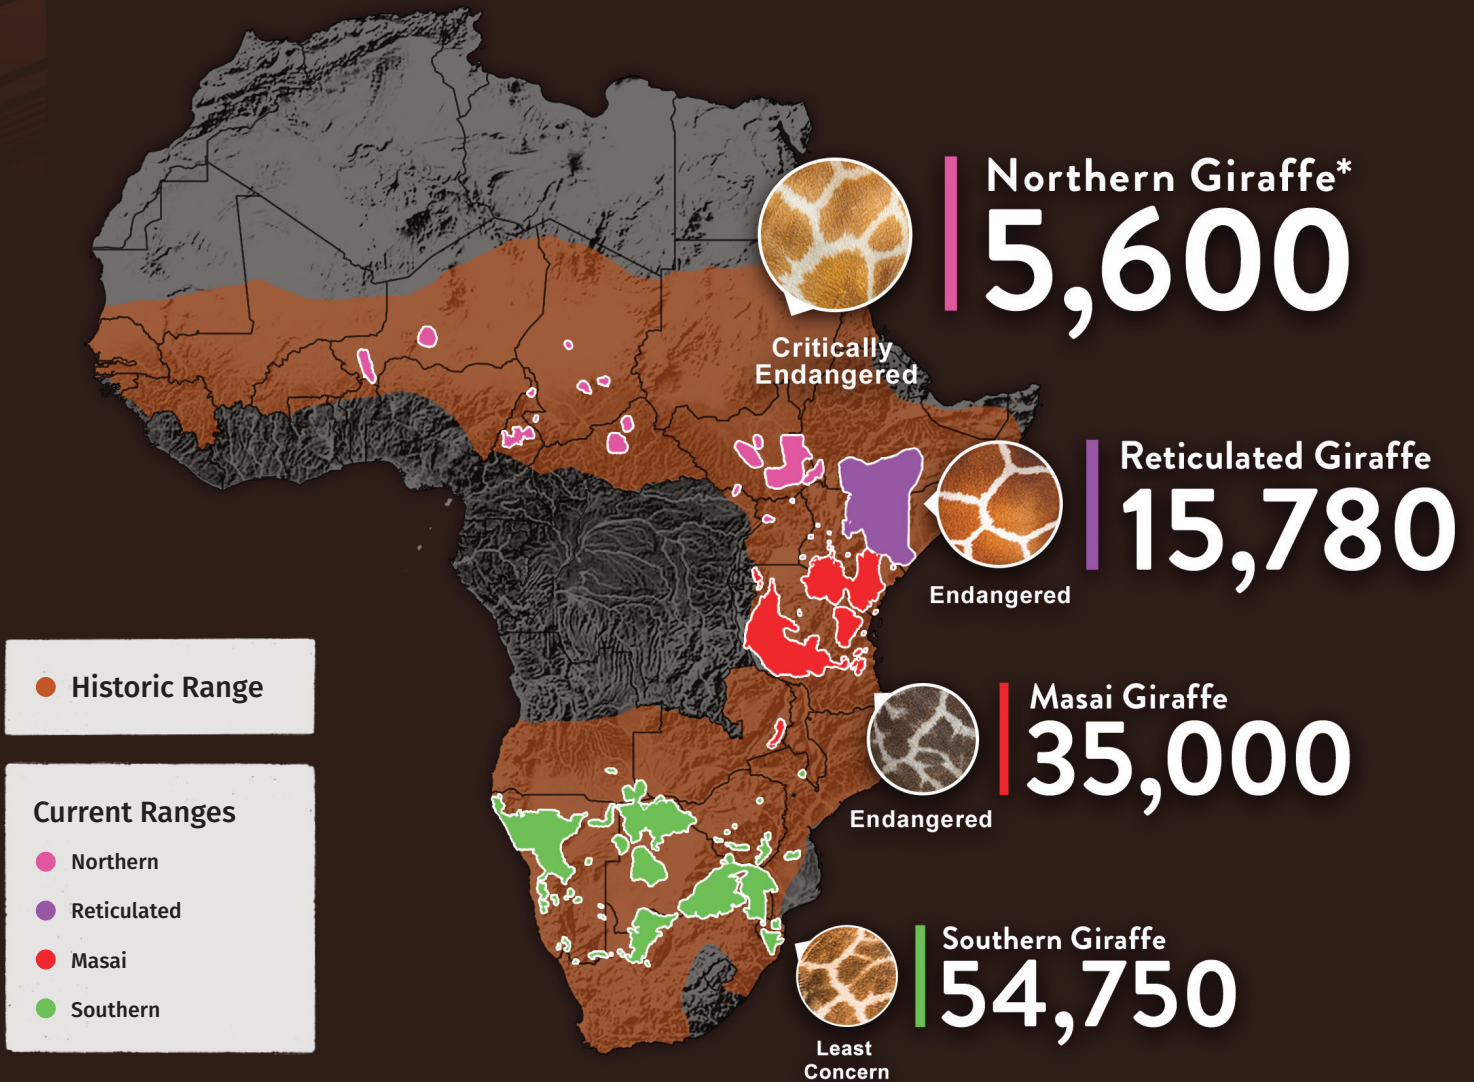 Northern Giraffe*
5,600
Critically
Endangered
Reticulated Giraffe
15,780
Endangered
Masai Giraffe
35,000
Endangered
Southern Giraffe
54,750
Least
Concern
Historic Range
Current Ranges
Northern
Reticulated
Masai
Southern